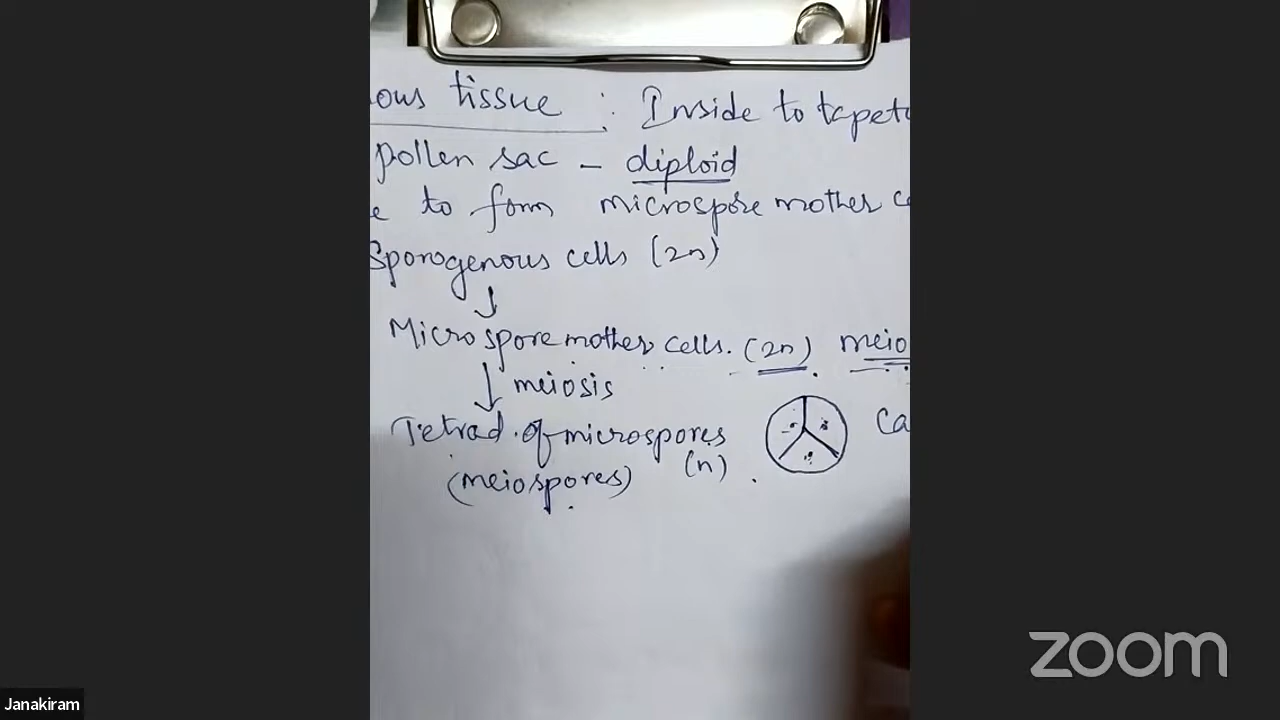 ous tissue : Inside to tapet
pollen sac - diploid
e to form microspore mother ce
Sporogenous cells (2n)
↓
Microspore mother cells. (2n) meio
↓ meiosis
Tetrad of microspores ca
(meiospores) (n)
Janakiram
zoom